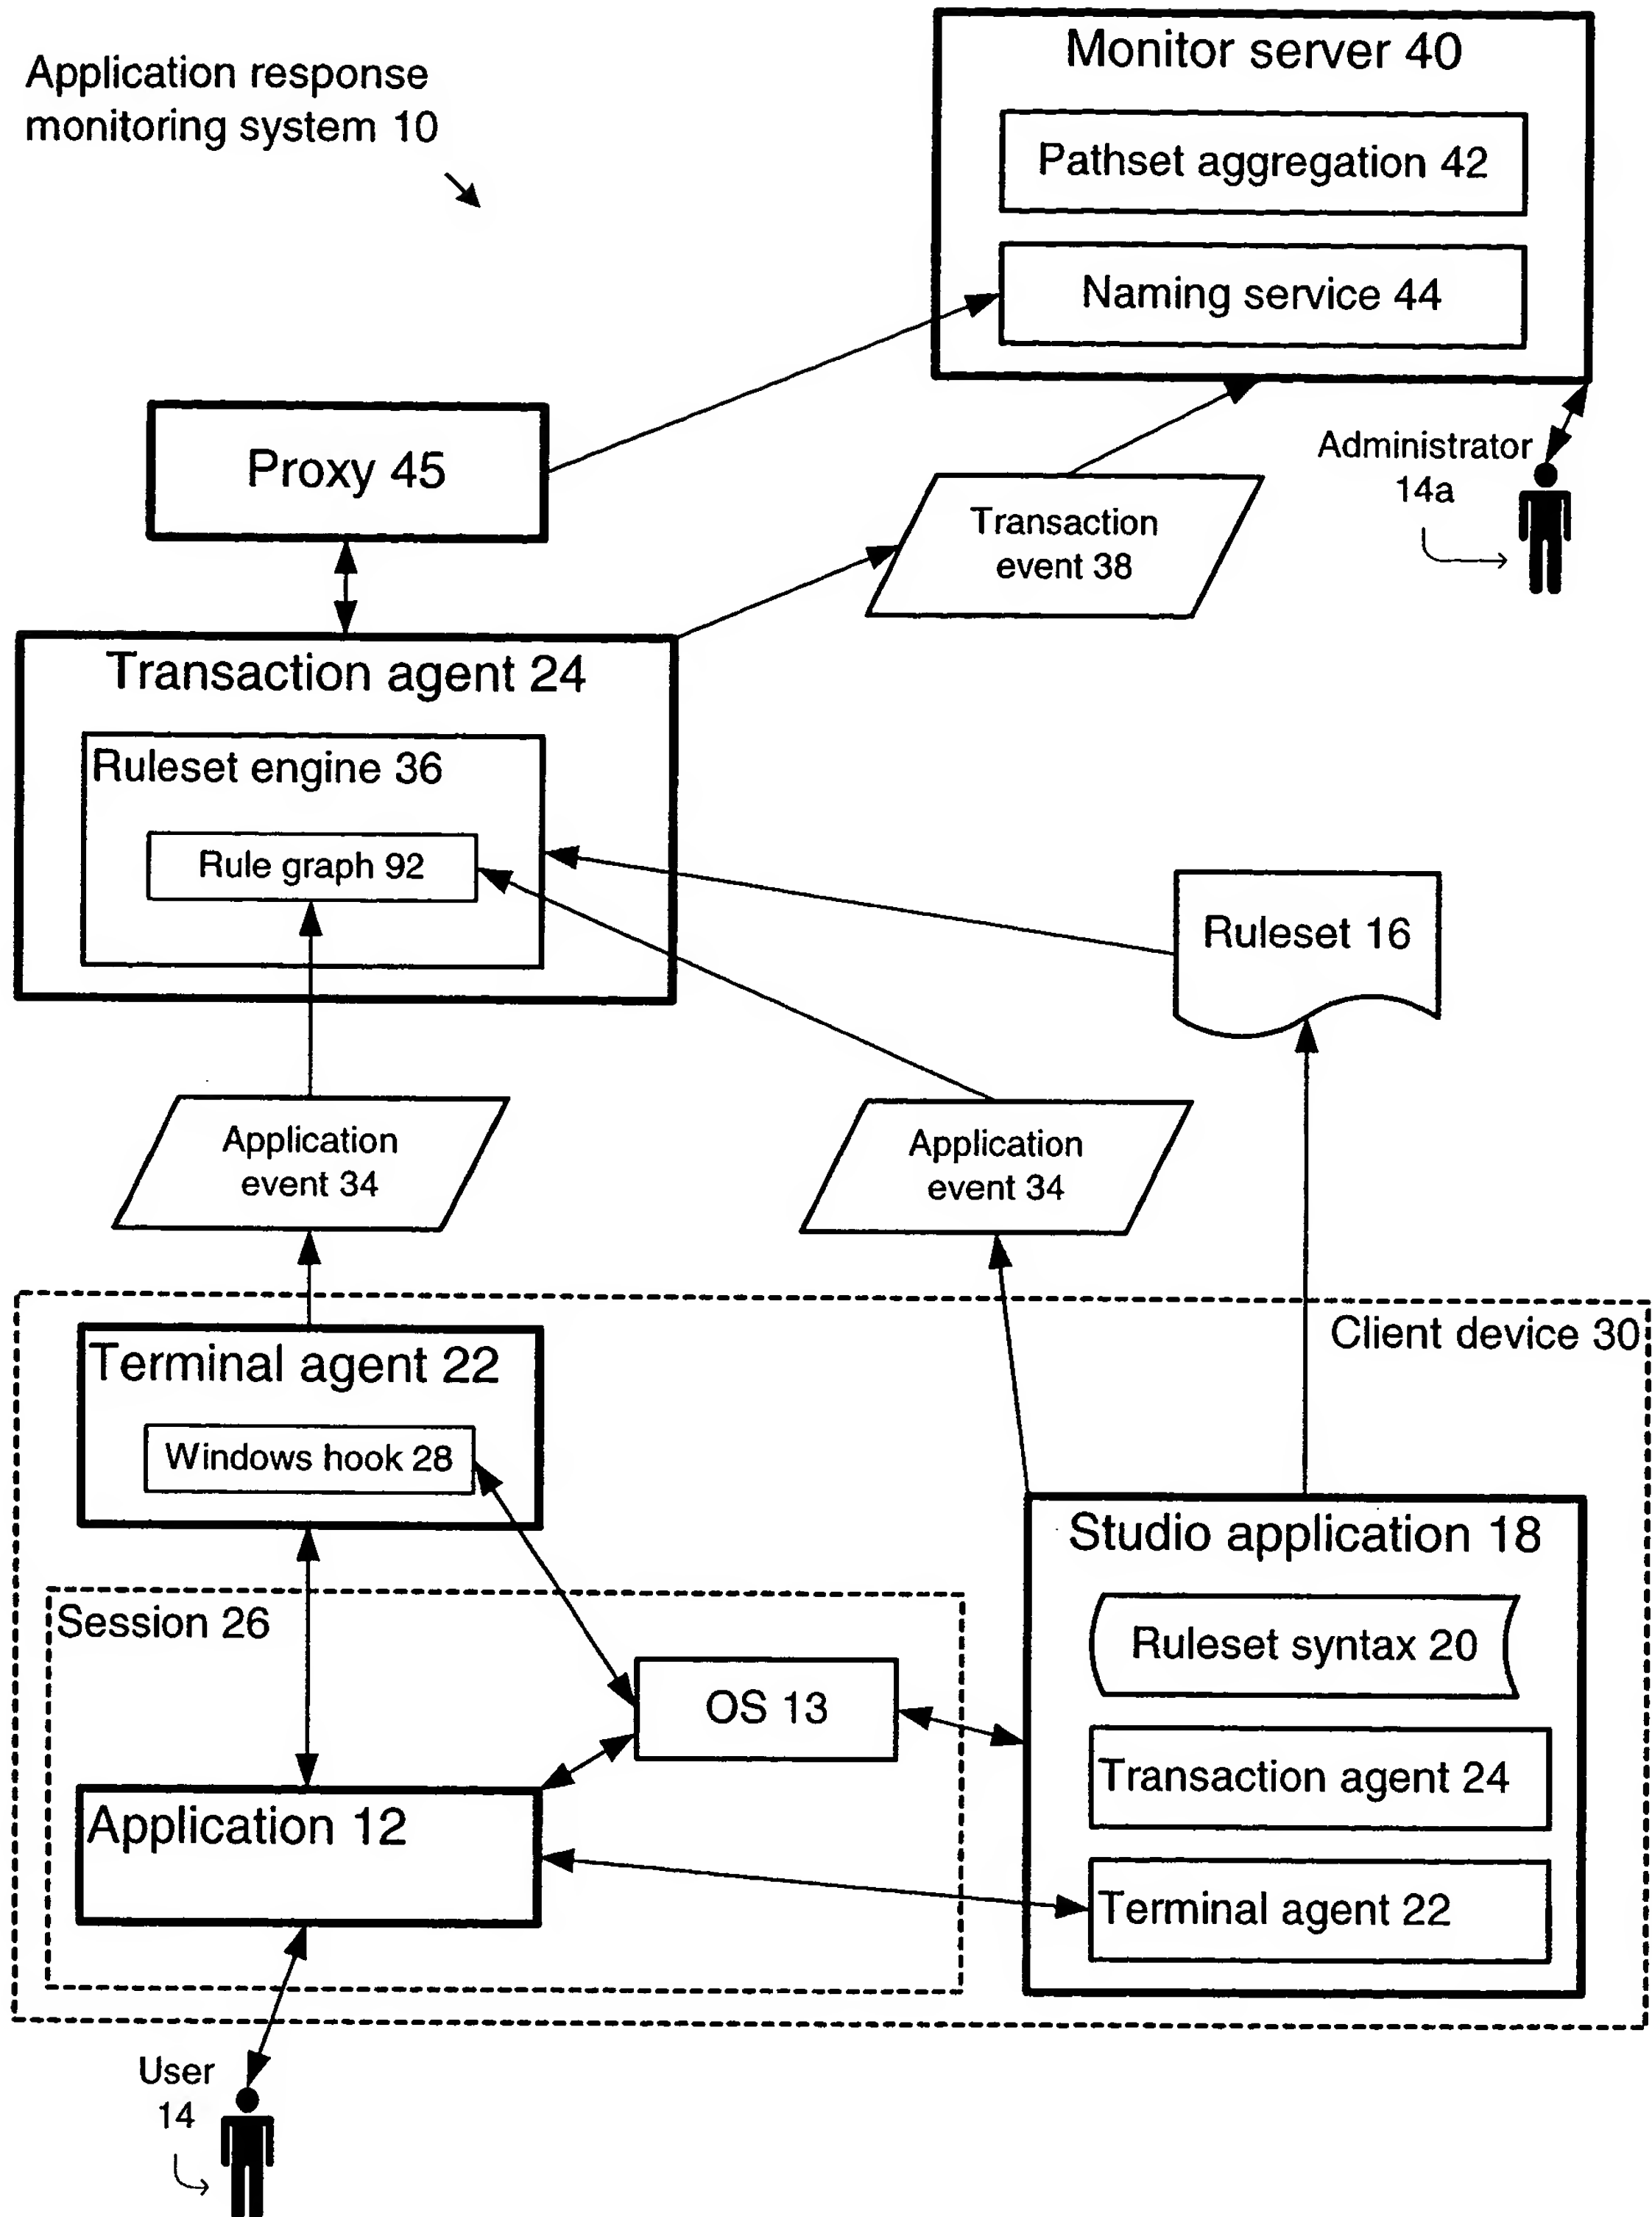 Application response
monitoring system 10
Monitor server 40
Pathset aggregation 42
Naming service 44
Proxy 45
Administrator
14a
Transaction
event 38
Transaction agent 24
Ruleset engine 36
Rule graph 92
Ruleset 16
Application
event 34
Application
event 34
Client device 30
Terminal agent 22
Windows hook 28
Studio application 18
Session 26
Ruleset syntax 20
OS 13
Transaction agent 24
Application 12
Terminal agent 22
User
14